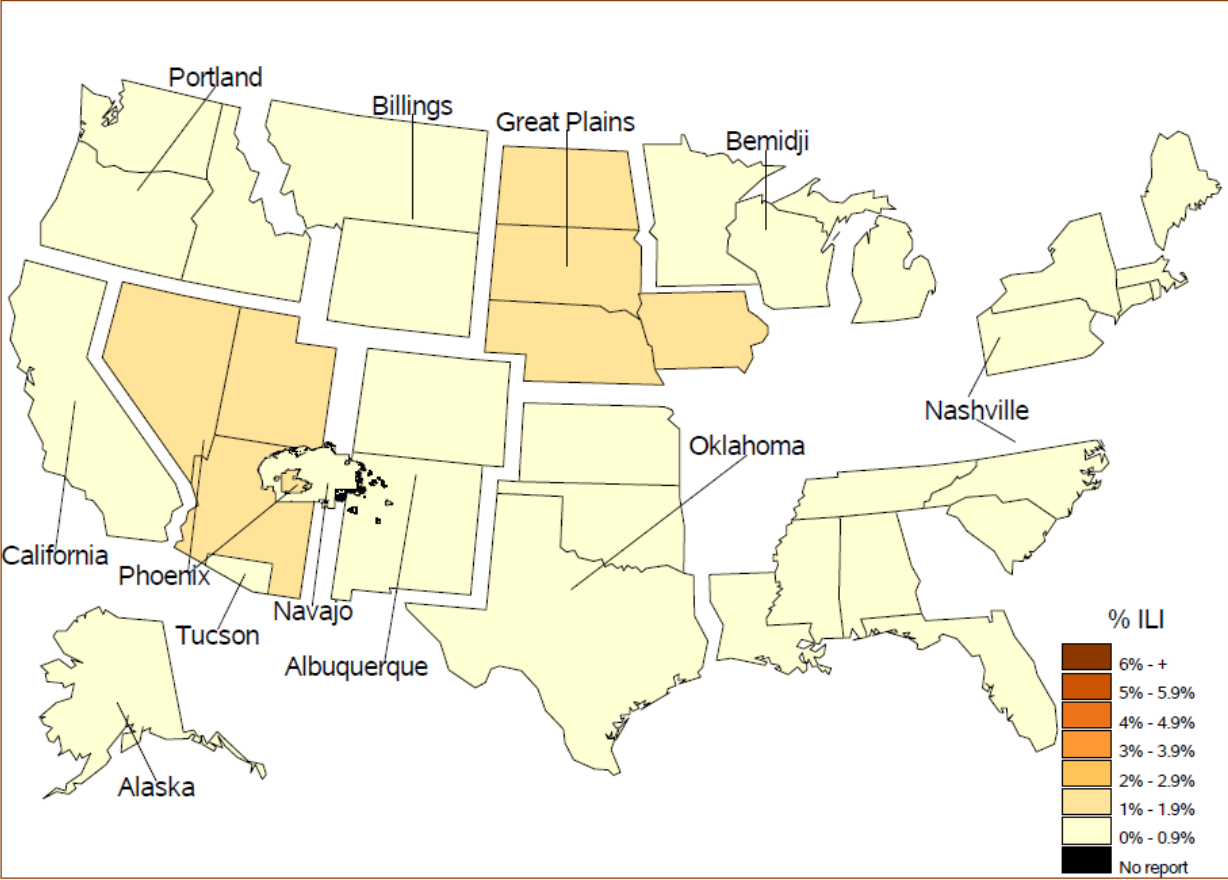 Portland
Billings
Great Plains
Bemidji
Nashville
Oklahoma
California
Phoenix
Navajo
Tucson
Albuquerque
Alaska
% ILI
6% - +
5% - 5.9%
4% - 4.9%
3% - 3.9%
2% - 2.9%
1% - 1.9%
0% - 0.9%
No report